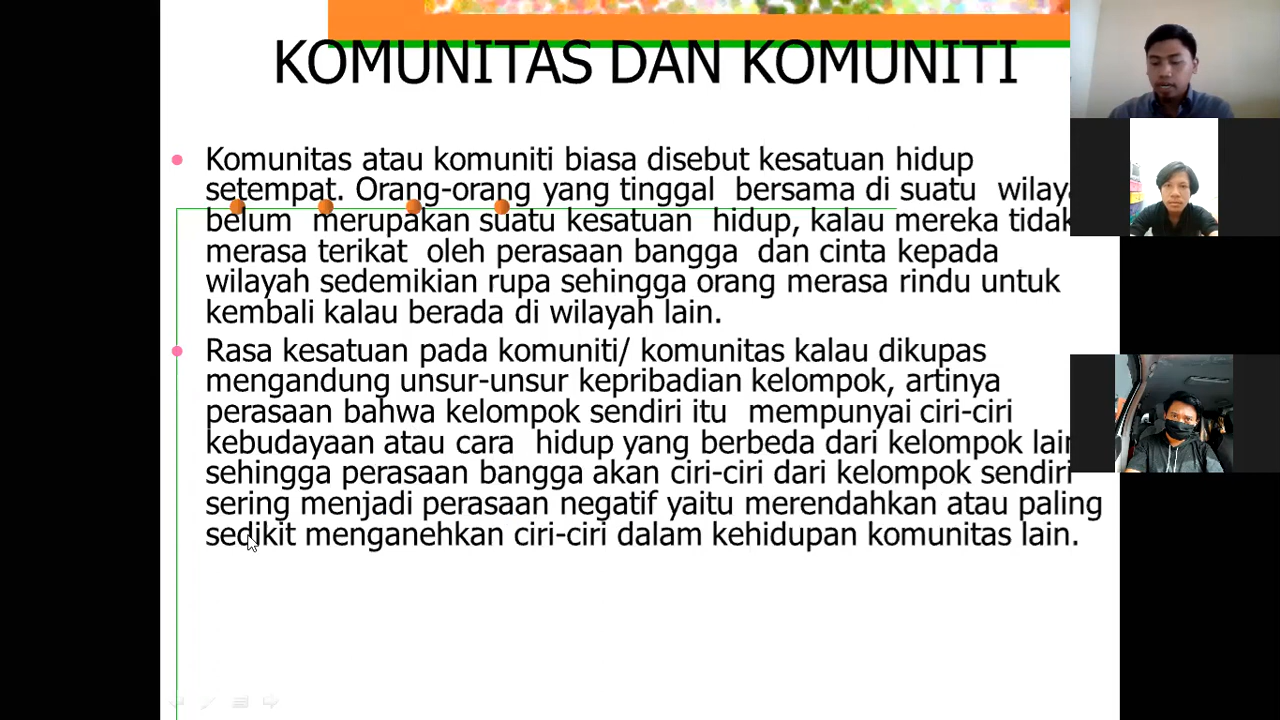 KOMUNITAS DAN KOMUNITI
Komunitas atau komuniti biasa disebut kesatuan hidup
setempat. Orang-orang yang tinggal bersama di suatu
belum merupakan suatu kesatuan hidup, kalau mereka tidak
merasa terikat oleh perasaan bangga dan cinta kepada
wilayah sedemikian rupa sehingga orang merasa rindu untuk
kembali kalau berada di wilayah lain.
Rasa kesatuan pada komuniti/ komunitas kalau dikupas
mengandung unsur-unsur kepribadian kelompok, artinya
perasaan bahwa kelompok sendiri itu mempunyai ciri-ciri
kebudayaan atau cara hidup yang berbeda dari kelompok lain
sehingga perasaan bangga akan ciri-ciri dari kelompok sendiri
sering menjadi perasaan negatif yaitu merendahkan atau paling
sedikit menganehkan ciri-ciri dalam kehidupan komunitas lain.